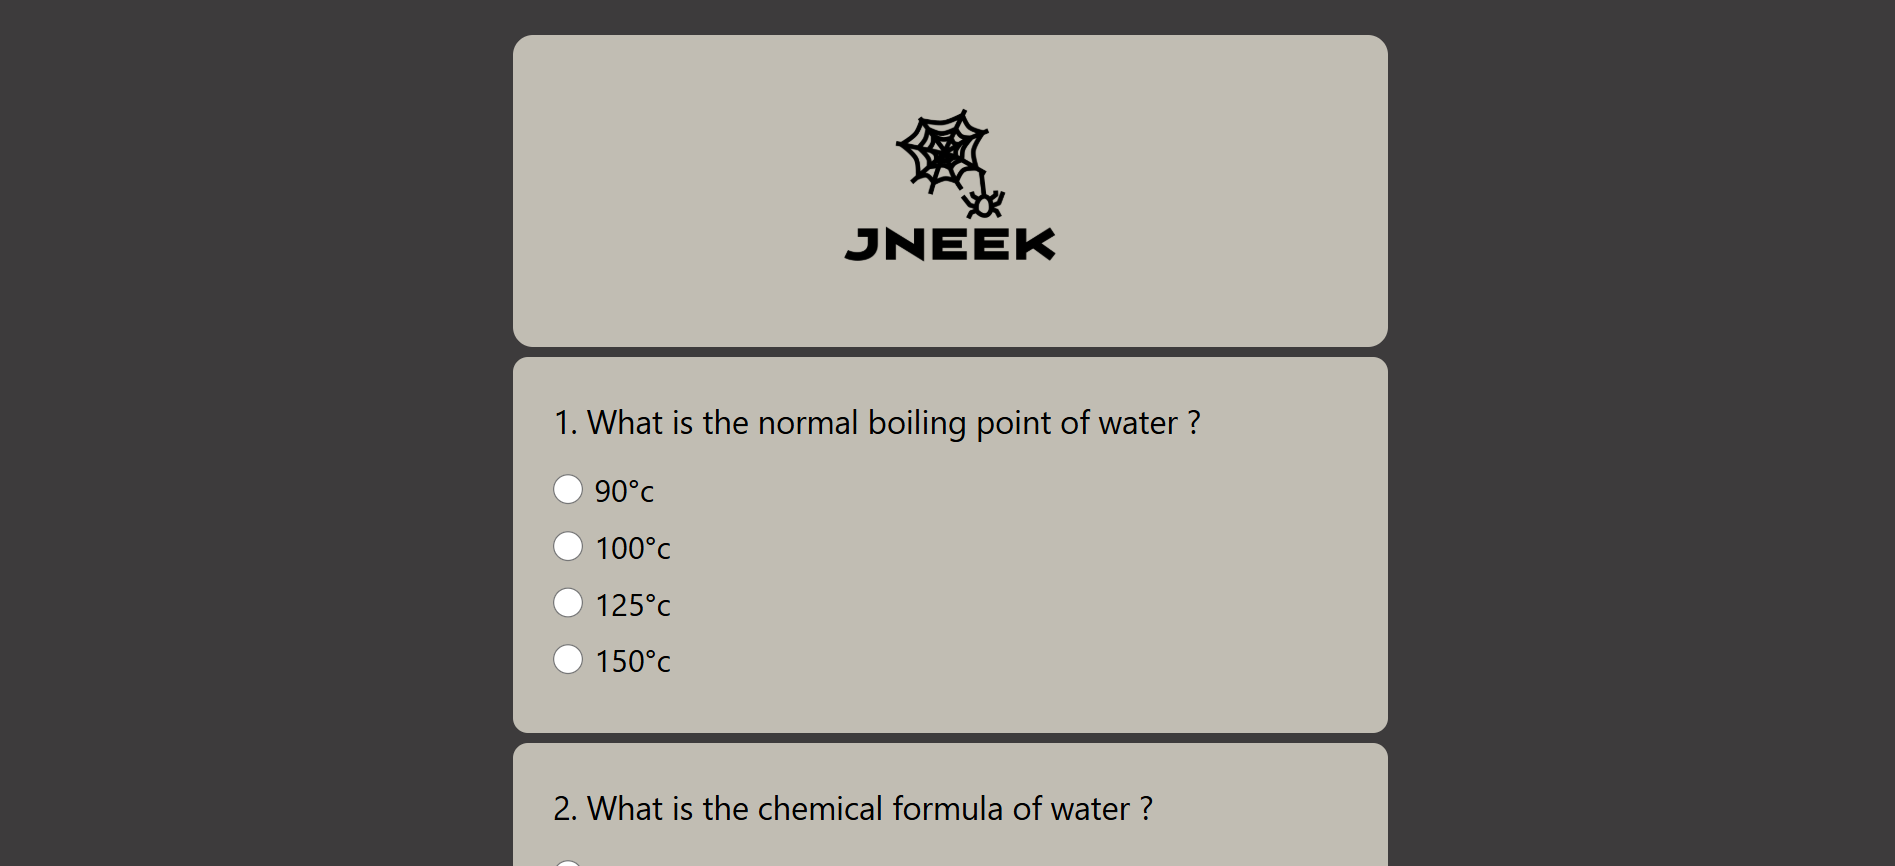 JNEEK
1. What is the normal boiling point of water ?
90°c
100°c
125°c
150°c
2. What is the chemical formula of water ?